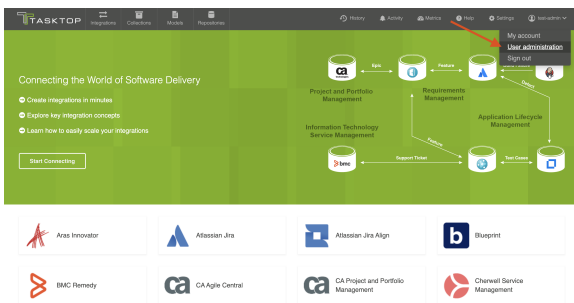 TASKTOP
Integrations
Collections
Models
Repositories
History
Activity
Metrics
Help
Settings
tasktopadmin
My account
User administration
Sign out
Connecting the World of Software Delivery
Create integrations in minutes
Explore key integration concepts
Learn how to easily scale your integrations
Start Connecting
ca
Epic
Feature
Project and Portfolio
Management
Requirements
Management
Defect
Information Technology
Service Management
Application Lifecycle
Management
Feature
bmc
Support Ticket
Test Cases
Aras Innovator
Atlassian Jira
Atlassian Jira Align
b
Blueprint
BMC Remedy
ca
CA Agile Central
ca
CA Project and Portfolio
Management
Cherwell Service
Management